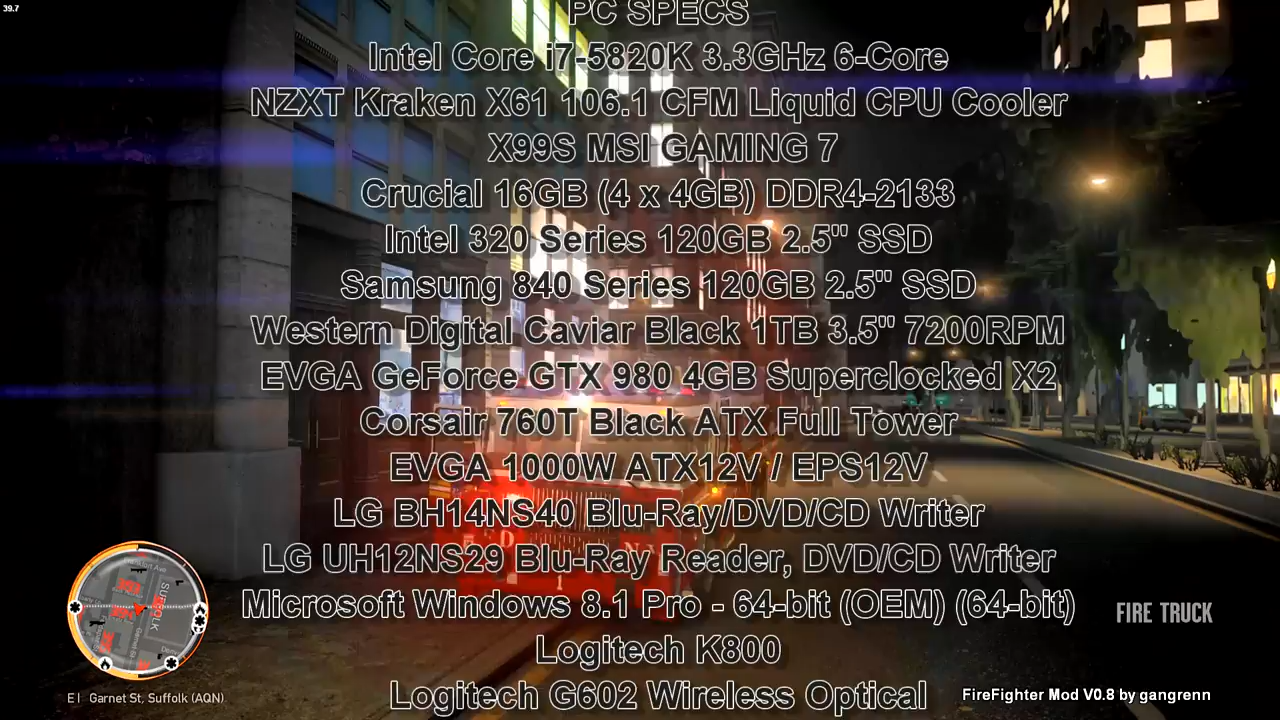 39.7
PC SPECS
Intel Core i7-5820K 3.3GHz 6-Core
NZXT Kraken X61 106.1 CFM Liquid CPU Cooler
X99S MSI GAMING 7
Crucial 16GB (4 x 4GB) DDR4-2133
Intel 320 Series 120GB 2.5" SSD
Samsung 840 Series 120GB 2.5" SSD
Western Digital Caviar Black 1TB 3.5" 7200RPM
EVGA GeForce GTX 980 4GB Superclocked X2
Corsair 760T Black ATX Full Tower
EVGA 1000W ATX12V / EPS12V
LG BH14NS40 Blu-Ray/DVD/CD Writer
LG UH12NS29 Blu-Ray Reader, DVD/CD Writer
Microsoft Windows 8.1 Pro - 64-bit (OEM) (64-bit)
FIRE TRUCK
Logitech K800
Logitech G602 Wireless Optical
SUFFOLK
E| Garnet St, Suffolk (AQN)
FireFighter Mod V0.8 by gangrenn